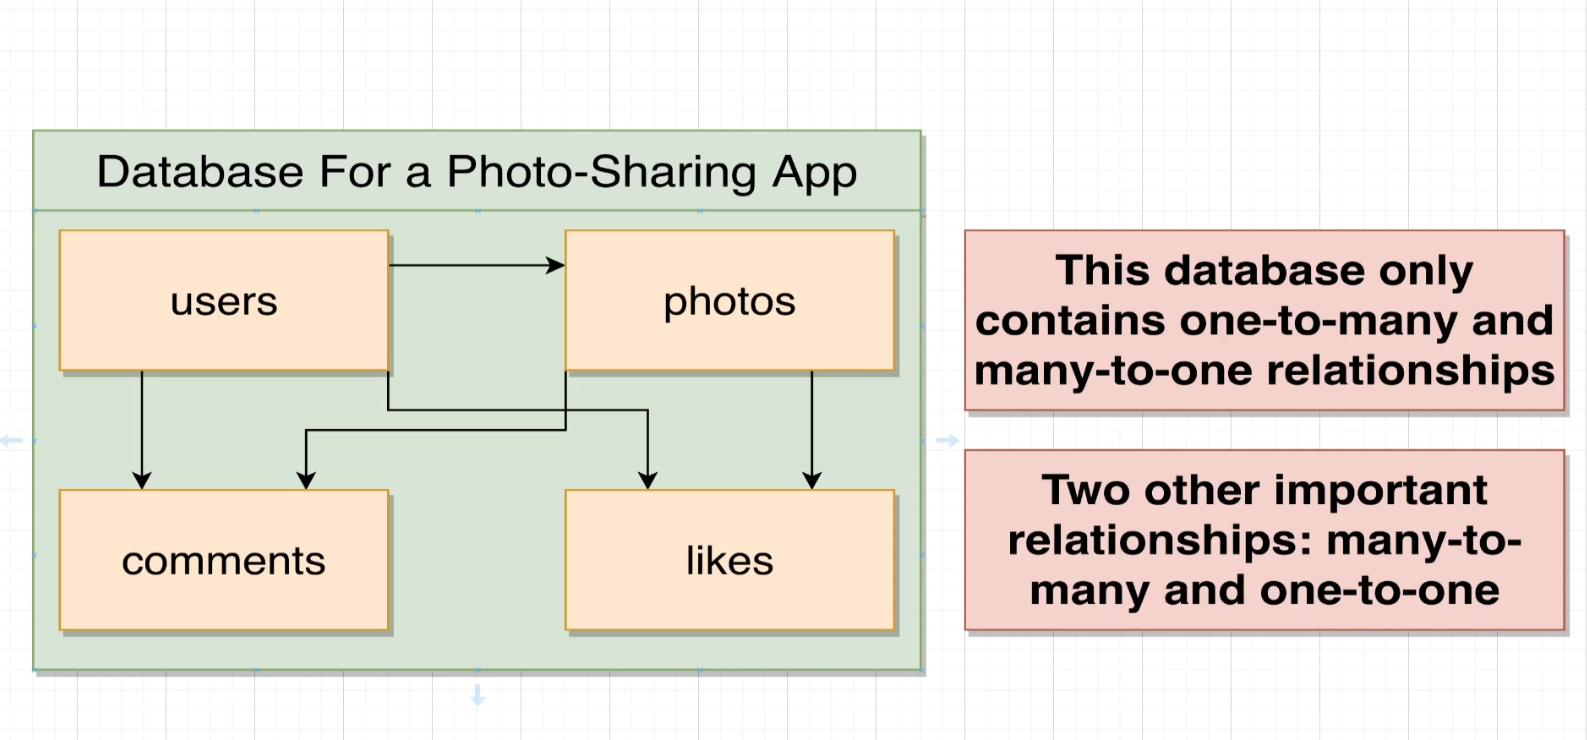 Database For a Photo-Sharing App
users
photos
comments
likes
This database only
contains one-to-many and
many-to-one relationships
Two other important
relationships: many-to-
many and one-to-one